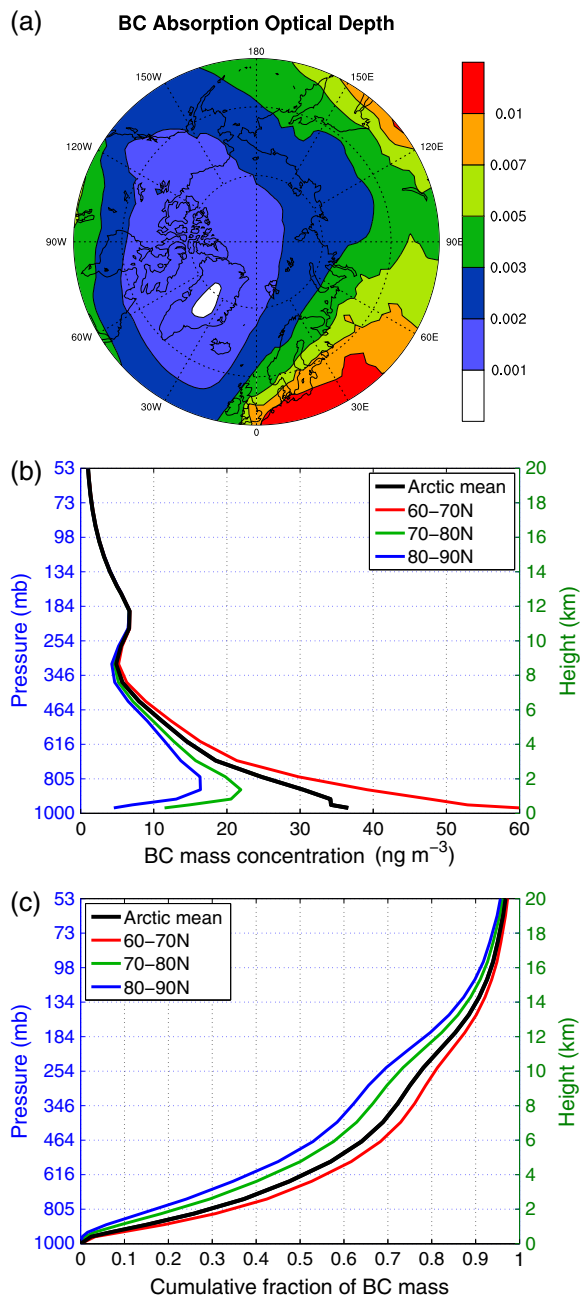 (a)
BC Absorption Optical Depth
180
150W
150E
120W
120E
90W
90E
60W
60E
30W
30E
0
0.01
0.007
0.005
0.003
0.002
0.001
(b)
53
73
98
134
184
254
346
464
616
805
1000
Pressure (mb)
20
18
16
14
12
10
8
6
4
2
0
Height (km)
Arctic mean
60−70N
70−80N
80−90N
0 10 20 30 40 50 60
BC mass concentration (ng m⁻³)
(c)
53
73
98
134
184
254
346
464
616
805
1000
Pressure (mb)
20
18
16
14
12
10
8
6
4
2
0
Height (km)
Arctic mean
60−70N
70−80N
80−90N
0 0.1 0.2 0.3 0.4 0.5 0.6 0.7 0.8 0.9 1
Cumulative fraction of BC mass